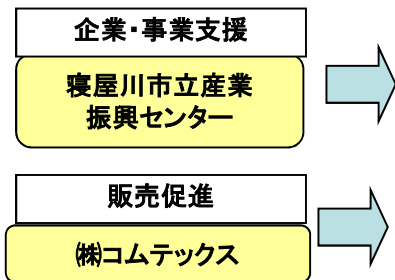 企業・事業支援
寝屋川市立産業
振興センター
販売促進
㈱コムテックス